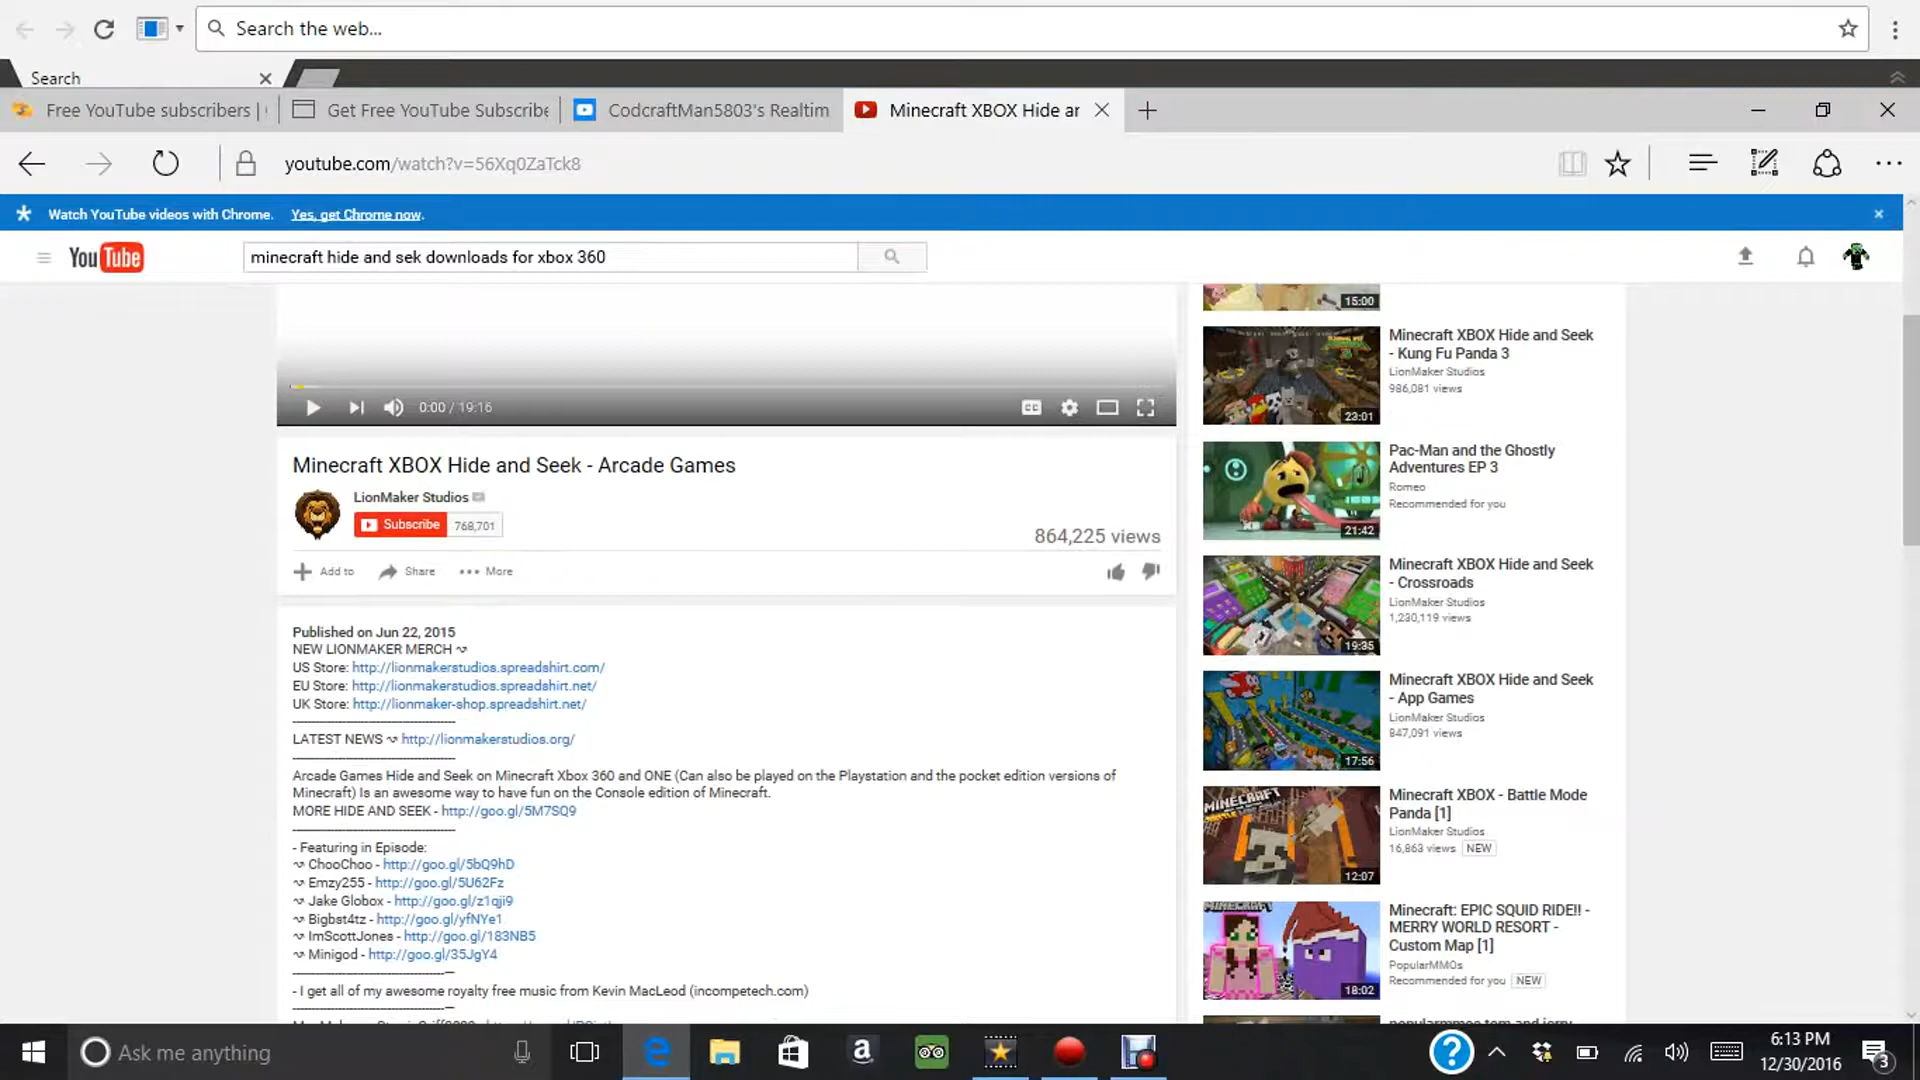 Search the web...
Search
Free YouTube subscribers |
Get Free YouTube Subscribe
CodcraftMan5803's Realtim
Minecraft XBOX Hide ar
youtube.com/watch?v=56Xq0ZaTck8
Watch YouTube videos with Chrome. Yes, get Chrome now.
YouTube
minecraft hide and sek downloads for xbox 360
0:00 / 19:16
CC
Minecraft XBOX Hide and Seek - Arcade Games
LionMaker Studios
Subscribe 768,701
864,225 views
Add to
Share
More
Published on Jun 22, 2015
NEW LIONMAKER MERCH ↝
US Store: http://lionmakerstudios.spreadshirt.com/
EU Store: http://lionmakerstudios.spreadshirt.net/
UK Store: http://lionmaker-shop.spreadshirt.net/
LATEST NEWS ↝ http://lionmakerstudios.org/
Arcade Games Hide and Seek on Minecraft Xbox 360 and ONE (Can also be played on the Playstation and the pocket edition versions of
Minecraft) Is an awesome way to have fun on the Console edition of Minecraft.
MORE HIDE AND SEEK - http://goo.gl/5M7SQ9
- Featuring in Episode:
↝ ChooChoo - http://goo.gl/5bQ9hD
↝ Emzy255 - http://goo.gl/5U62Fz
↝ Jake Globox - http://goo.gl/z1qji9
↝ Bigbst4tz - http://goo.gl/yfNYe1
↝ ImScottJones - http://goo.gl/183NB5
↝ Minigod - http://goo.gl/35JgY4
- I get all of my awesome royalty free music from Kevin MacLeod (incompetech.com)
15:00
Minecraft XBOX Hide and Seek
- Kung Fu Panda 3
LionMaker Studios
986,081 views
23:01
Pac-Man and the Ghostly
Adventures EP 3
Romeo
Recommended for you
21:42
Minecraft XBOX Hide and Seek
- Crossroads
LionMaker Studios
1,230,119 views
19:35
Minecraft XBOX Hide and Seek
- App Games
LionMaker Studios
847,091 views
17:56
MINECRAFT
Minecraft XBOX - Battle Mode
Panda [1]
LionMaker Studios
16,863 views NEW
12:07
MINECRAFT
Minecraft: EPIC SQUID RIDE!! -
MERRY WORLD RESORT -
Custom Map [1]
PopularMMOs
Recommended for you NEW
18:02
popularmmos tom and jerry
Ask me anything
6:13 PM
12/30/2016
3